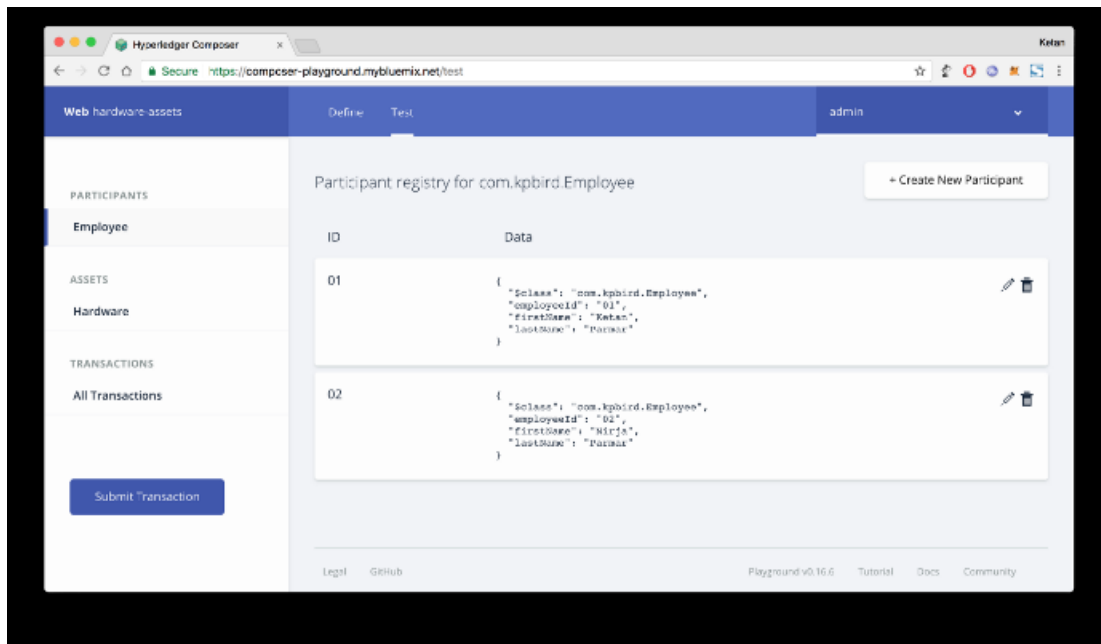 Hyperledger Composer
Ketan
Secure https://composer-playground.mybluemix.net/test
Web hardware-assets
Define Test
admin
Participant registry for com.kpbird.Employee
+ Create New Participant
PARTICIPANTS
Employee
ID Data
ASSETS
Hardware
TRANSACTIONS
All Transactions
Submit Transaction
01
{
"$class": "com.kpbird.Employee",
"employeeId": "01",
"firstName": "Ketan",
"lastName": "Parmar"
}
02
{
"$class": "com.kpbird.Employee",
"employeeId": "02",
"firstName": "Nirja",
"lastName": "Parmar"
}
Legal GitHub
Playground v0.16.6 Tutorial Docs Community